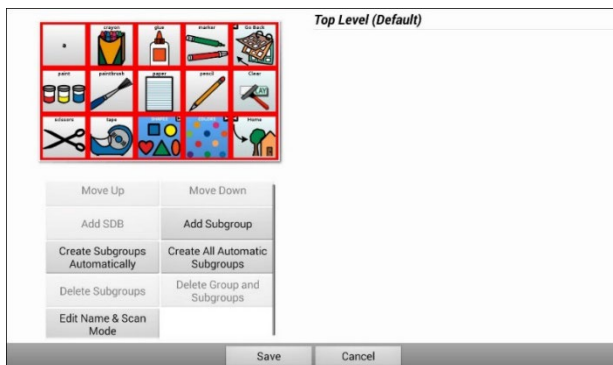 Top Level (Default)
crayon glue marker Go Back
a
paint paintbrush paper pencil Clear
scissors tape SHAPES COLORS Home
Move Up Move Down
Add SDB Add Subgroup
Create Subgroups Automatically Create All Automatic Subgroups
Delete Subgroups Delete Group and Subgroups
Edit Name & Scan Mode
Save Cancel